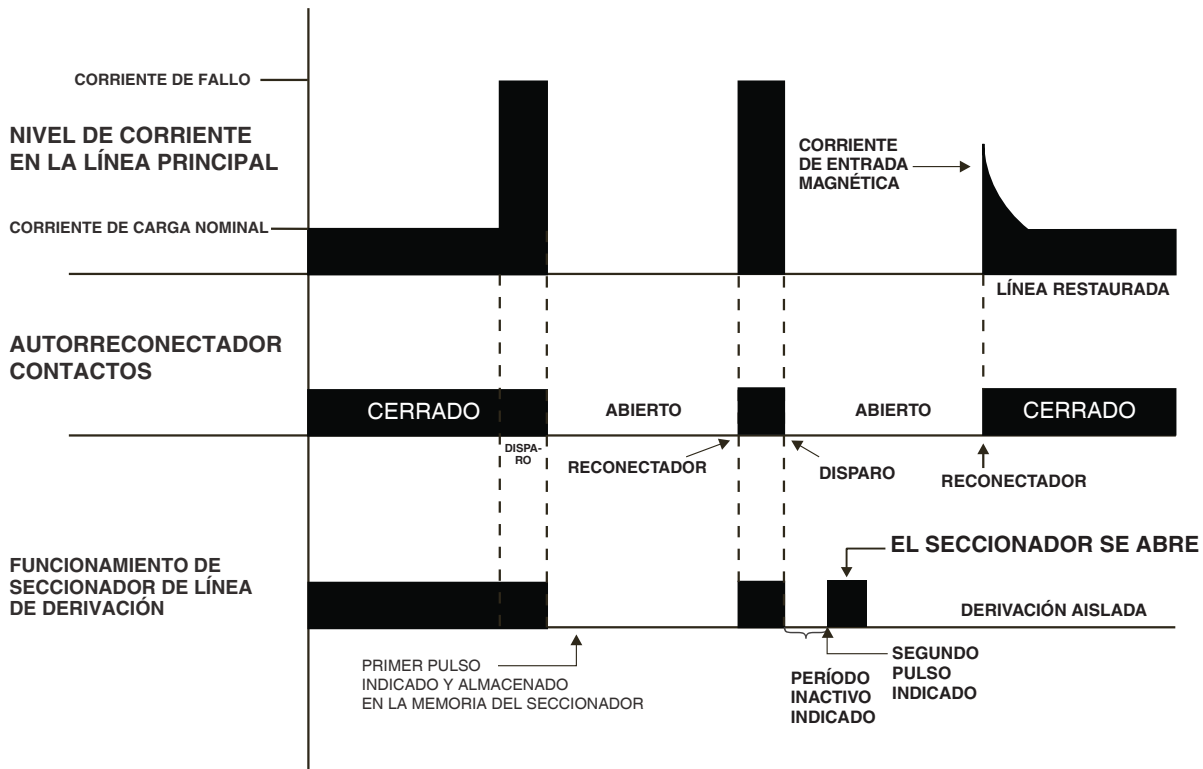 CORRIENTE DE FALLO
NIVEL DE CORRIENTE
EN LA LÍNEA PRINCIPAL
CORRIENTE DE CARGA NOMINAL
CORRIENTE
DE ENTRADA
MAGNÉTICA
LÍNEA RESTAURADA
AUTORRECONECTADOR
CONTACTOS
CERRADO
ABIERTO
ABIERTO
CERRADO
DISPA-
RO
RECONECTADOR
DISPARO
RECONECTADOR
EL SECCIONADOR SE ABRE
FUNCIONAMIENTO DE
SECCIONADOR DE LÍNEA
DE DERIVACIÓN
DERIVACIÓN AISLADA
PRIMER PULSO
INDICADO Y ALMACENADO
EN LA MEMORIA DEL SECCIONADOR
PERÍODO
INACTIVO
INDICADO
SEGUNDO
PULSO
INDICADO